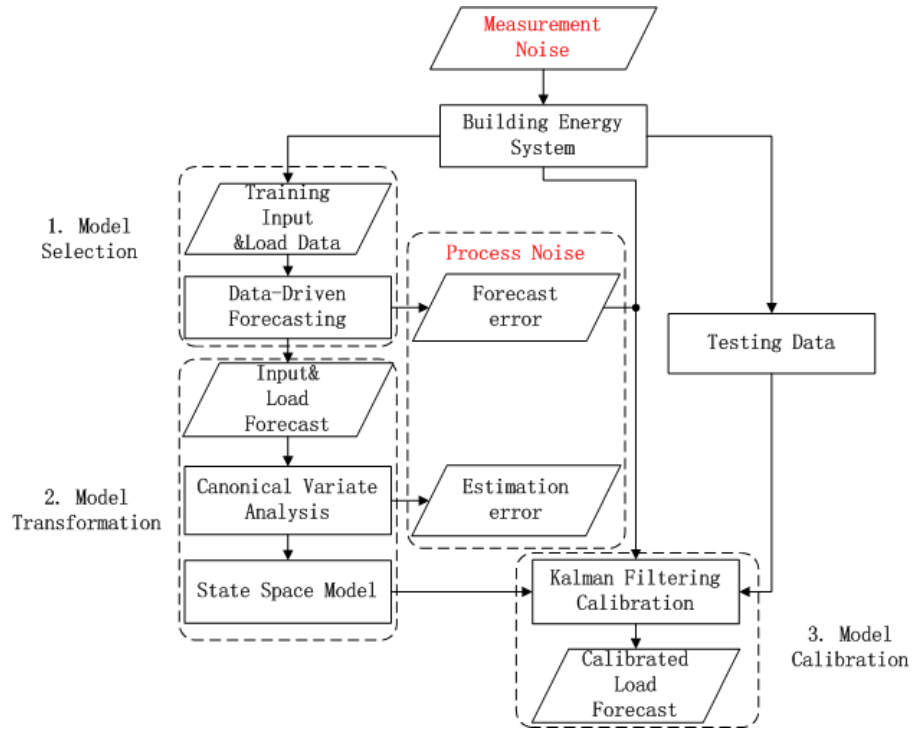 Measurement
Noise
Building Energy
System
1. Model
Selection
Training
Input
&Load Data
Data-Driven
Forecasting
Process Noise
Forecast
error
Testing Data
2. Model
Transformation
Input&
Load
Forecast
Canonical Variate
Analysis
Estimation
error
State Space Model
Kalman Filtering
Calibration
3. Model
Calibration
Calibrated
Load
Forecast